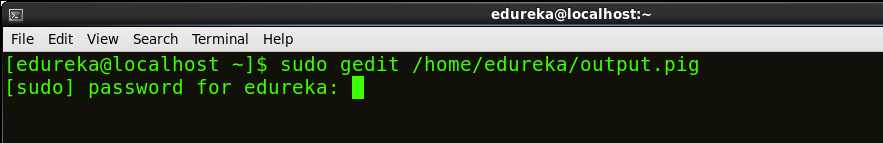 edureka@localhost:~
File Edit View Search Terminal Help
[edureka@localhost ~]$ sudo gedit /home/edureka/output.pig
[sudo] password for edureka: